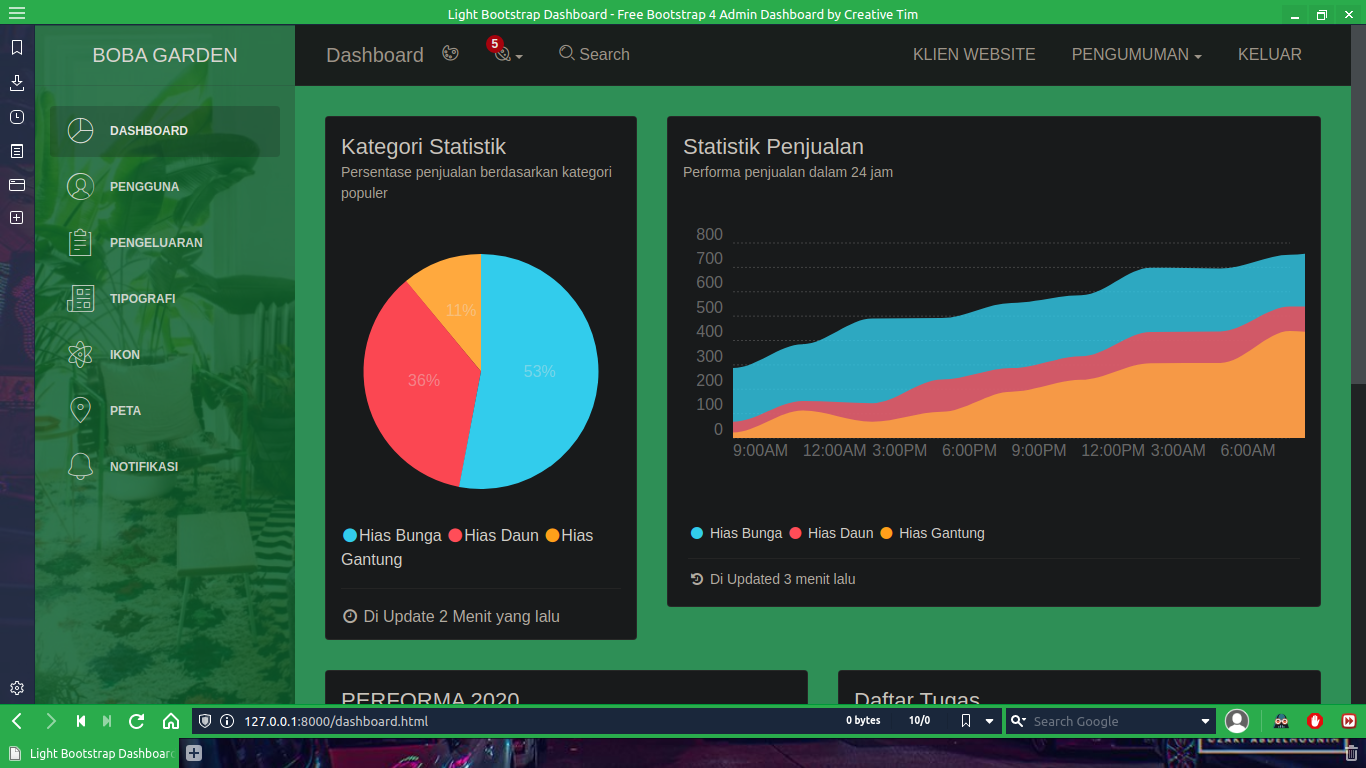 Light Bootstrap Dashboard - Free Bootstrap 4 Admin Dashboard by Creative Tim
BOBA GARDEN
Dashboard
5
Search
KLIEN WEBSITE
PENGUMUMAN
KELUAR
DASHBOARD
PENGGUNA
PENGELUARAN
TIPOGRAFI
IKON
PETA
NOTIFIKASI
Kategori Statistik
Persentase penjualan berdasarkan kategori
populer
11%
36%
53%
Hias Bunga Hias Daun Hias
Gantung
Di Update 2 Menit yang lalu
Statistik Penjualan
Performa penjualan dalam 24 jam
800
700
600
500
400
300
200
100
0
9:00AM 12:00AM 3:00PM 6:00PM 9:00PM 12:00PM 3:00AM 6:00AM
Hias Bunga Hias Daun Hias Gantung
Di Updated 3 menit lalu
PERFORMA 2020
Daftar Tugas
127.0.0.1:8000/dashboard.html
0 bytes
10/0
Search Google
Light Bootstrap Dashboar